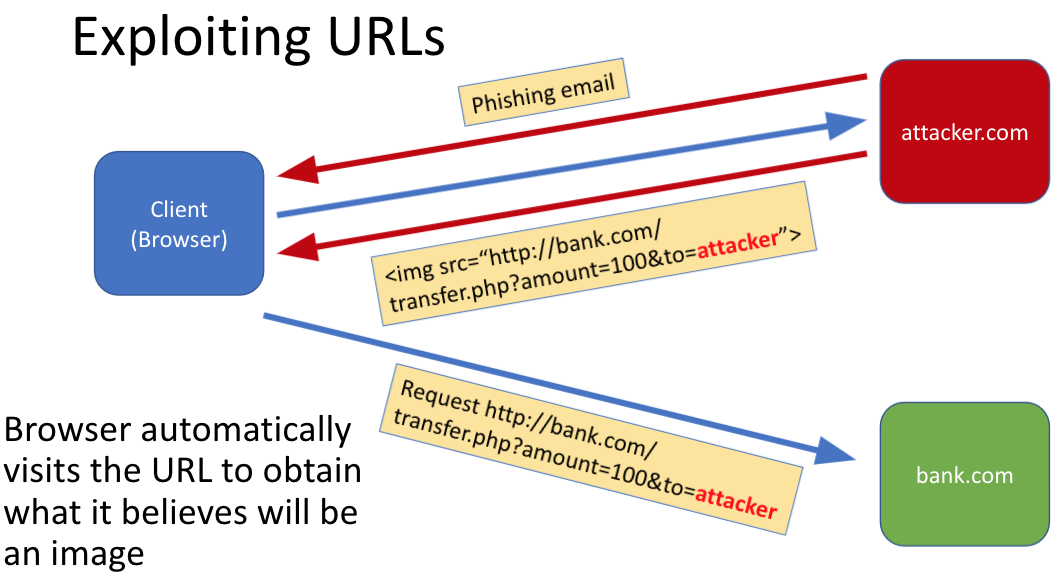 Exploiting URLs
Phishing email
attacker.com
Client
(Browser)
<img src=“http://bank.com/
transfer.php?amount=100&to=attacker”>
Request http://bank.com/
transfer.php?amount=100&to=attacker
Browser automatically
visits the URL to obtain
what it believes will be
an image
bank.com